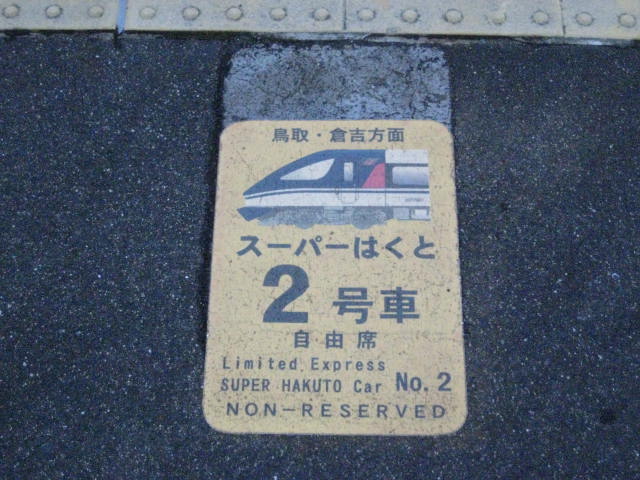 鳥取・倉吉方面
スーパーはくと
2号車
自由席
Limited Express
SUPER HAKUTO Car No. 2
NON-RESERVED